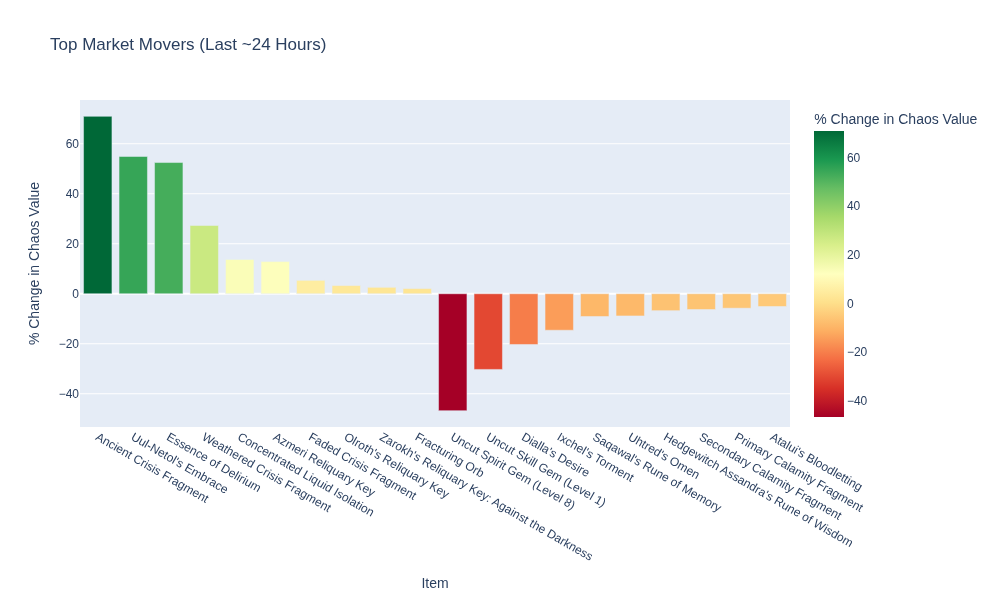 Top Market Movers (Last ~24 Hours)
% Change in Chaos Value
60
40
20
0
−20
−40
Ancient Crisis Fragment
Uul-Netol's Embrace
Essence of Delirium
Weathered Crisis Fragment
Concentrated Liquid Isolation
Azmeri Reliquary Key
Faded Crisis Fragment
Olroth's Reliquary Key
Zarokh's Reliquary Key: Against the Darkness
Fracturing Orb
Uncut Spirit Gem (Level 8)
Uncut Skill Gem (Level 1)
Dialla's Desire
Ixchel's Torment
Saqawal's Rune of Memory
Uhtred's Omen
Hedgewitch Assandra's Rune of Wisdom
Secondary Calamity Fragment
Primary Calamity Fragment
Atalui's Bloodletting
Item
% Change in Chaos Value
60
40
20
0
−20
−40